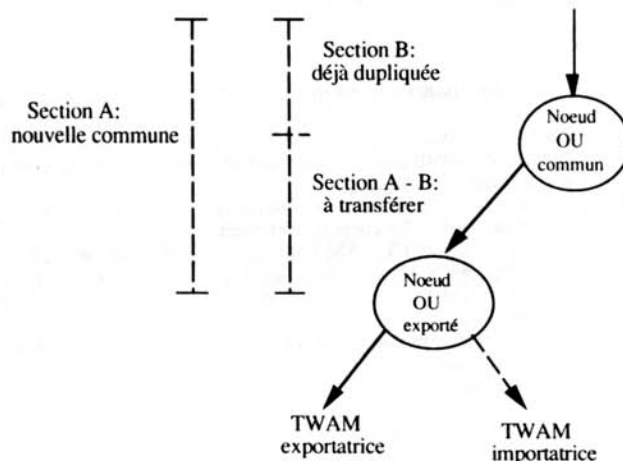 Section A:
nouvelle commune
Section B:
déjà dupliquée
Section A - B:
à transférer
Noeud
OU
commun
Noeud
OU
exporté
TWAM
exportatrice
TWAM
importatrice